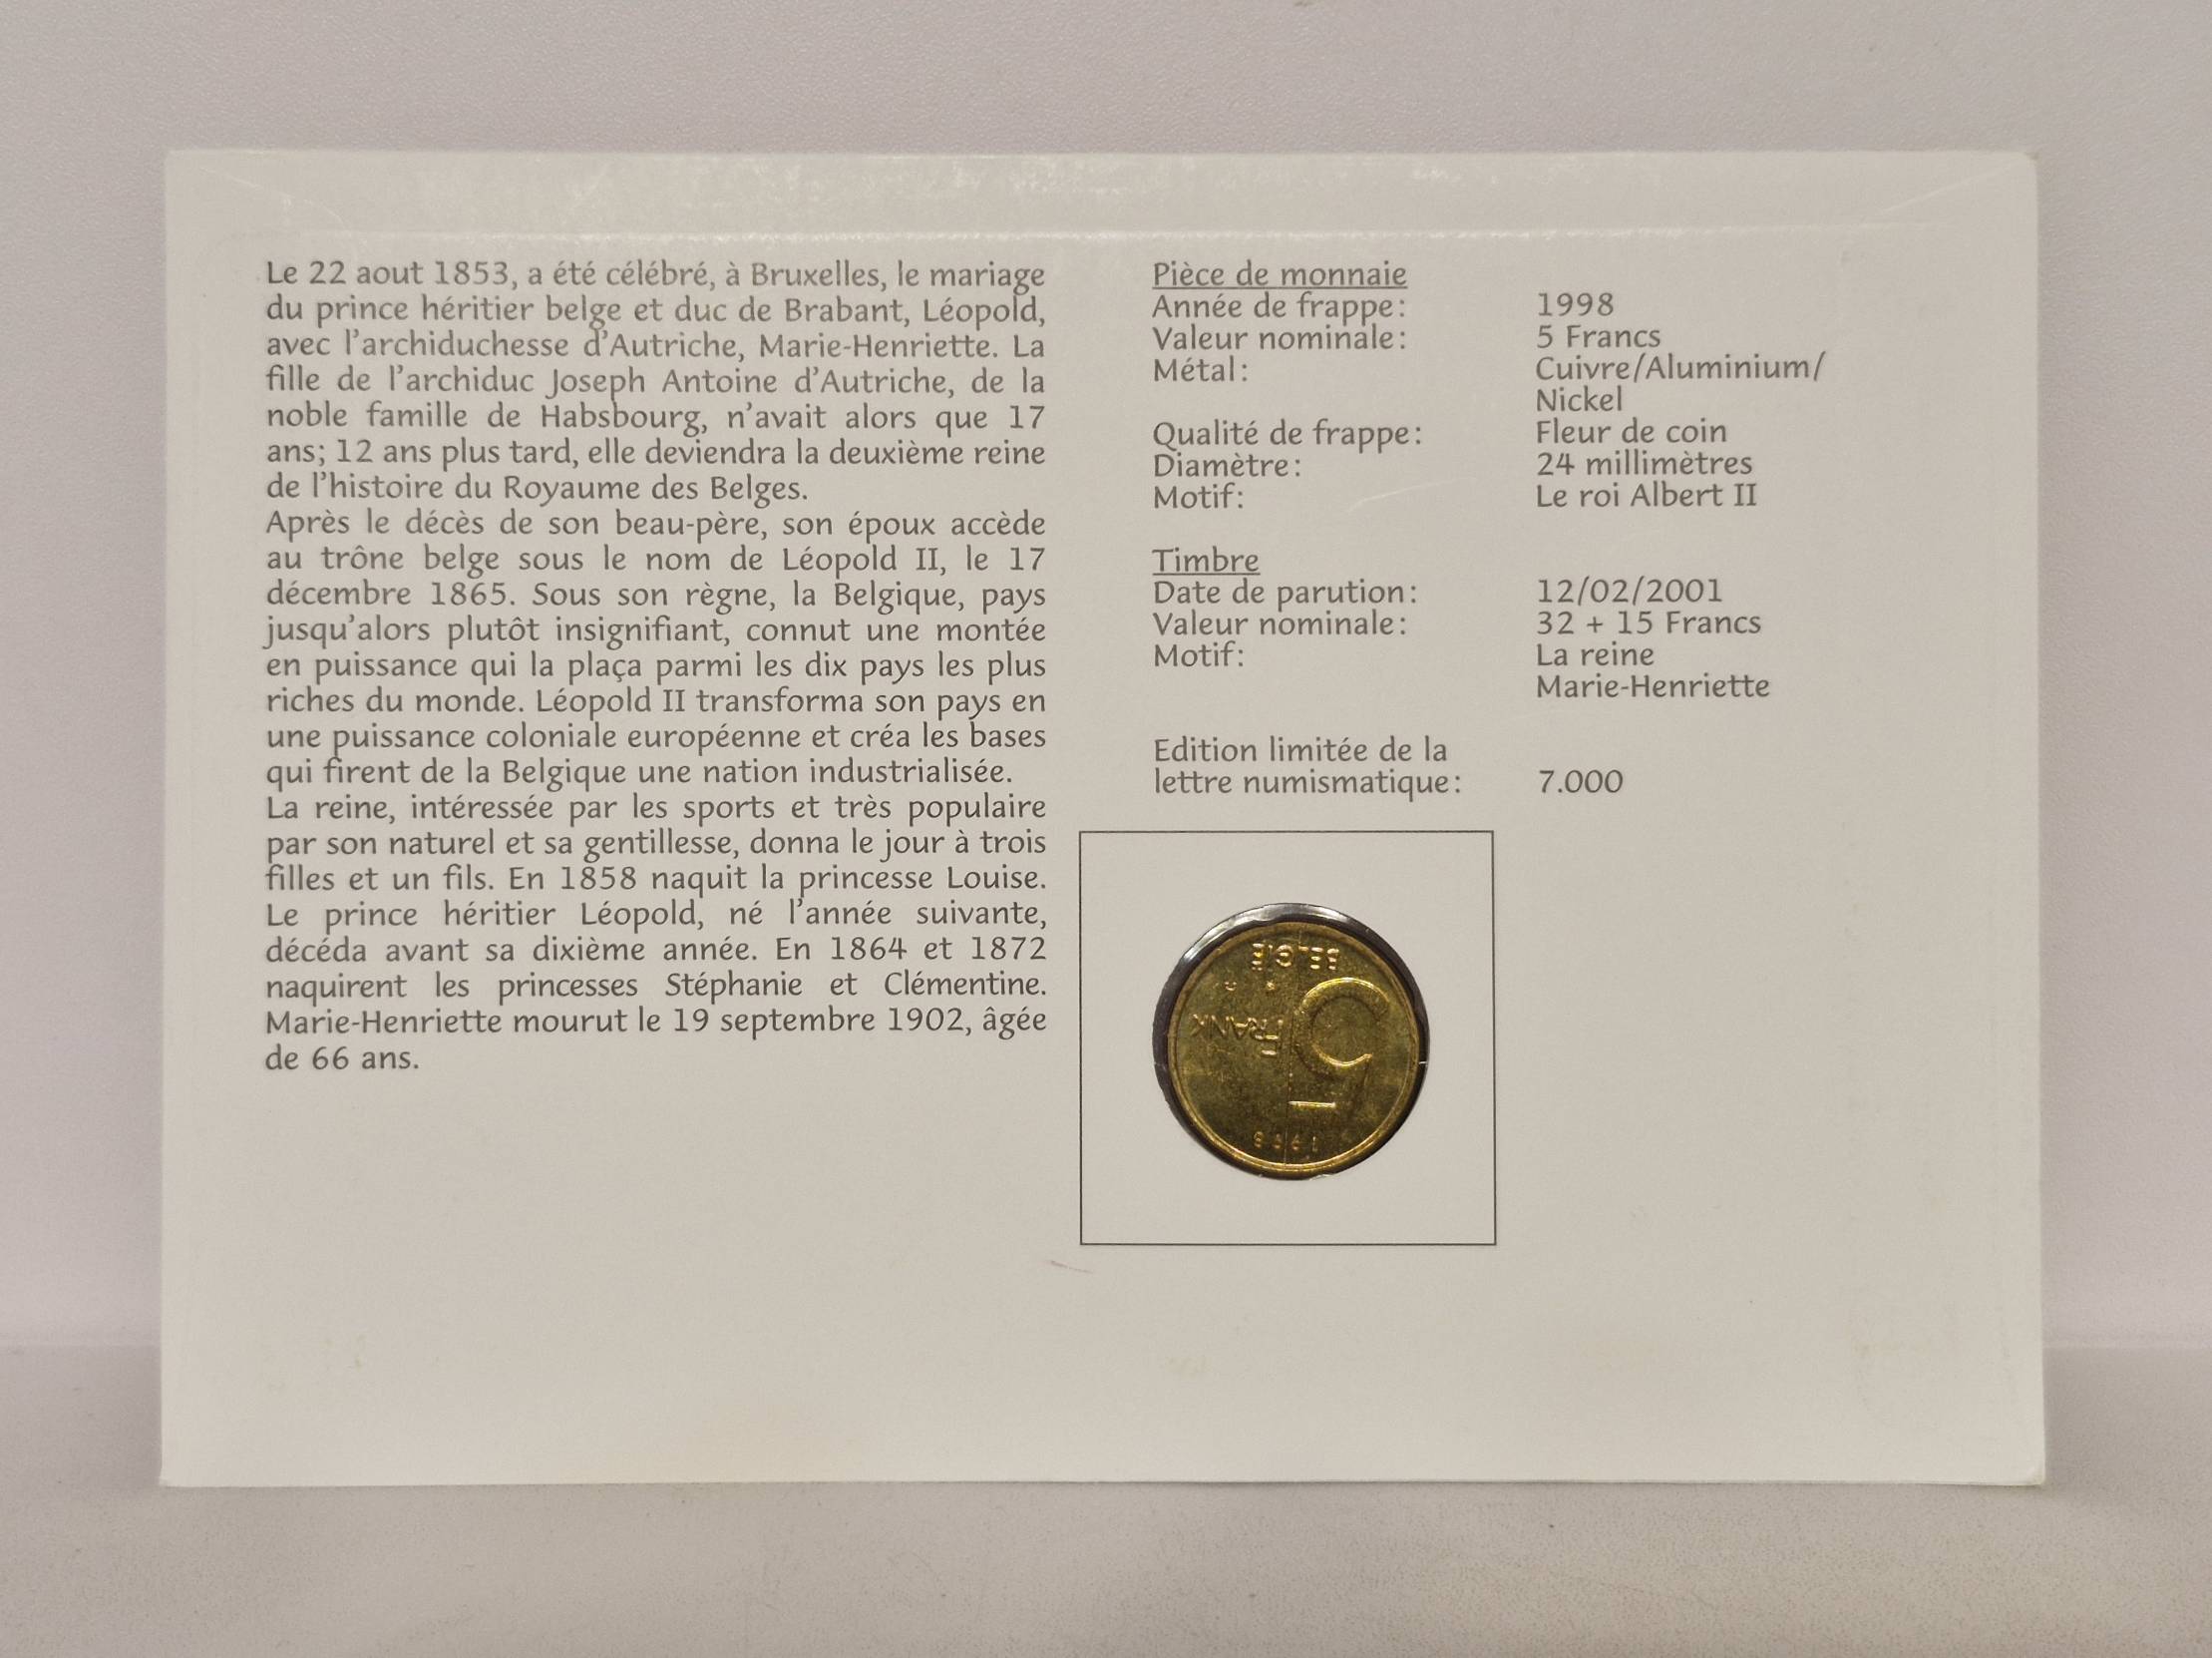 Le 22 aout 1853, a été célébré, à Bruxelles, le mariage
du prince héritier belge et duc de Brabant, Léopold,
avec l'archiduchesse d'Autriche, Marie-Henriette. La
fille de l'archiduc Joseph Antoine d'Autriche, de la
noble famille de Habsbourg, n'avait alors que 17
ans; 12 ans plus tard, elle deviendra la deuxième reine
de l'histoire du Royaume des Belges.
Après le décès de son beau-père, son époux accède
au trône belge sous le nom de Léopold II, le 17
décembre 1865. Sous son règne, la Belgique, pays
jusqu'alors plutôt insignifiant, connut une montée
en puissance qui la plaça parmi les dix pays les plus
riches du monde. Léopold II transforma son pays en
une puissance coloniale européenne et créa les bases
qui firent de la Belgique une nation industrialisée.
La reine, intéressée par les sports et très populaire
par son naturel et sa gentillesse, donna le jour à trois
filles et un fils. En 1858 naquit la princesse Louise.
Le prince héritier Léopold, né l'année suivante,
décéda avant sa dixième année. En 1864 et 1872
naquirent les princesses Stéphanie et Clémentine.
Marie-Henriette mourut le 19 septembre 1902, âgée
de 66 ans.
Pièce de monnaie
Année de frappe: 1998
Valeur nominale: 5 Francs
Métal: Cuivre/Aluminium/
Nickel
Qualité de frappe: Fleur de coin
Diamètre: 24 millimètres
Motif: Le roi Albert II
Timbre
Date de parution: 12/02/2001
Valeur nominale: 32 + 15 Francs
Motif: La reine
Marie-Henriette
Edition limitée de la
lettre numismatique: 7.000
1998
5
FRANK
BELGIË